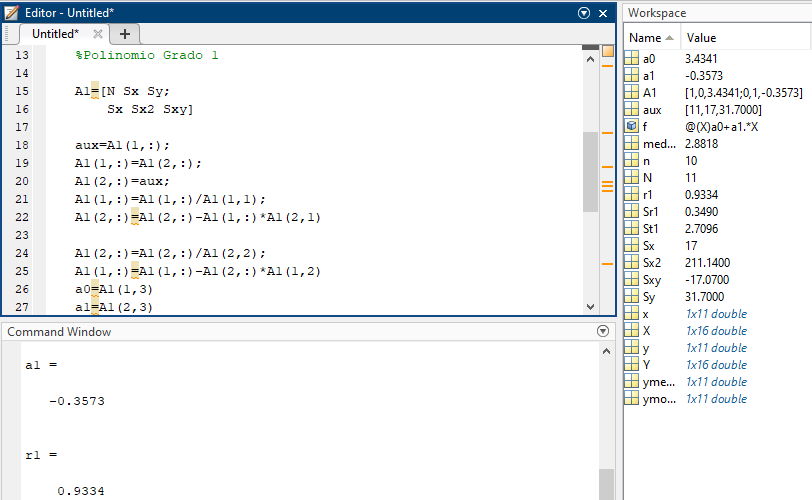 Editor - Untitled*
Untitled*
+
13 %Polinomio Grado 1
14
15 A1=[N Sx Sy;
16 Sx Sx2 Sxy]
17
18 aux=A1(1,:);
19 A1(1,:)=A1(2,:);
20 A1(2,:)=aux;
21 A1(1,:)=A1(1,:)/A1(1,1);
22 A1(2,:)=A1(2,:)-A1(1,:)*A1(2,1)
23
24 A1(2,:)=A1(2,:)/A1(2,2);
25 A1(1,:)=A1(1,:)-A1(2,:)*A1(1,2)
26 a0=A1(1,3)
27 a1=A1(2,3)
Command Window
a1 =
-0.3573
r1 =
0.9334
Workspace
Name Value
a0 3.4341
a1 -0.3573
A1 [1,0,3.4341;0,1,-0.3573]
aux [11,17,31.7000]
f @(X)a0+a1.*X
med... 2.8818
n 10
N 11
r1 0.9334
Sr1 0.3490
St1 2.7096
Sx 17
Sx2 211.1400
Sxy -17.0700
Sy 31.7000
x 1x11 double
X 1x16 double
y 1x11 double
Y 1x16 double
yme... 1x11 double
ymo... 1x11 double